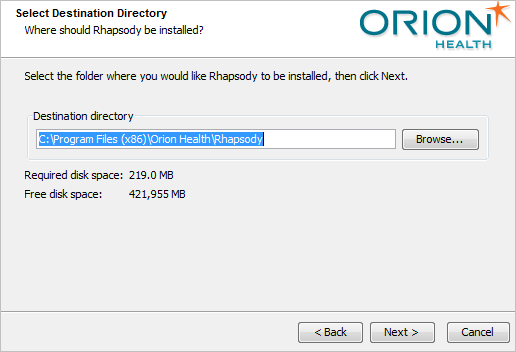 Select Destination Directory
Where should Rhapsody be installed?
ORION
HEALTH
Select the folder where you would like Rhapsody to be installed, then click Next.
Destination directory
C:\Program Files (x86)\Orion Health\Rhapsody
Browse...
Required disk space: 219.0 MB
Free disk space: 421,955 MB
< Back
Next >
Cancel